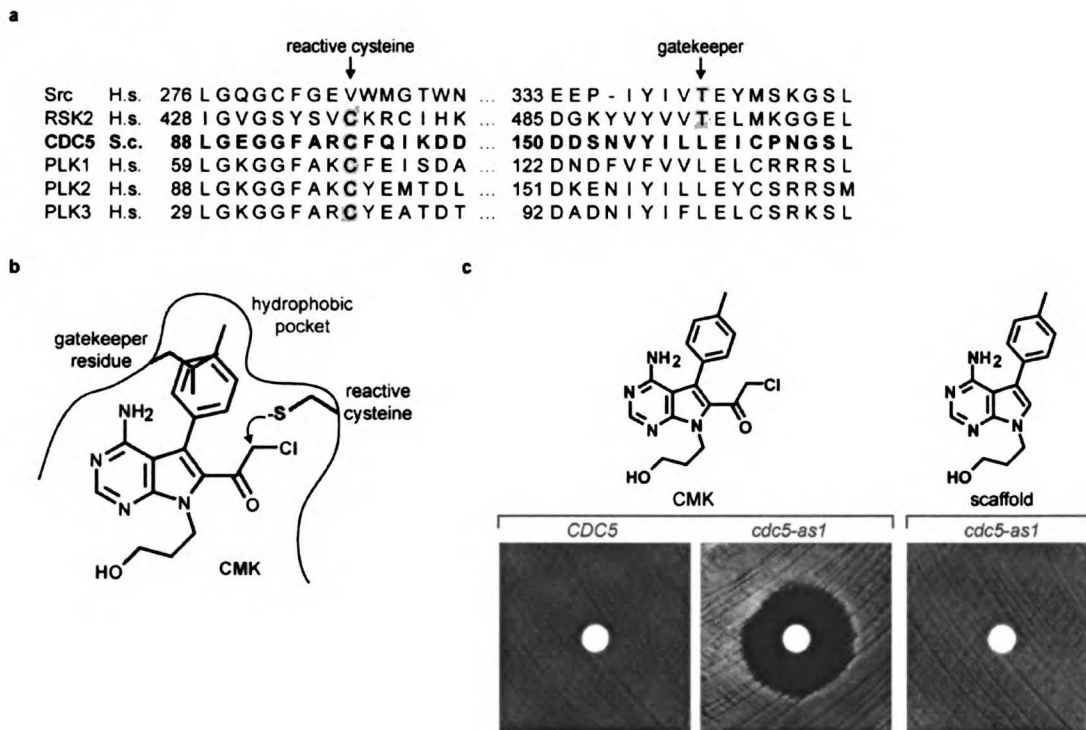 a
reactive cysteine gatekeeper
Src H.s. 276 L G Q G C F G E V W M G T W N ... 333 E E P - I Y I V T E Y M S K G S L
RSK2 H.s. 428 I G V G S Y S V C K R C I H K ... 485 D G K Y V Y V V T E L M K G G E L
CDC5 S.c. 88 L G E G G F A R C F Q I K D D ... 150 D D S N V Y I L L E I C P N G S L
PLK1 H.s. 59 L G K G G F A K C F E I S D A ... 122 N D F V F V V L E L C R R R S L
PLK2 H.s. 88 L G K G G F A K C Y E M T D L ... 151 D K E N I Y I L L E Y C S R R S M
PLK3 H.s. 29 L G K G G F A R C Y E A T D T ... 92 D A D N I Y I F L E L C S R K S L
b
hydrophobic
pocket
gatekeeper
residue
reactive
cysteine
NH2
-S
Cl
N
N
N
O
HO
CMK
c
NH2
Cl
N
N
N
O
HO
CMK
NH2
N
N
N
HO
scaffold
CDC5 cdc5-as1 cdc5-as1